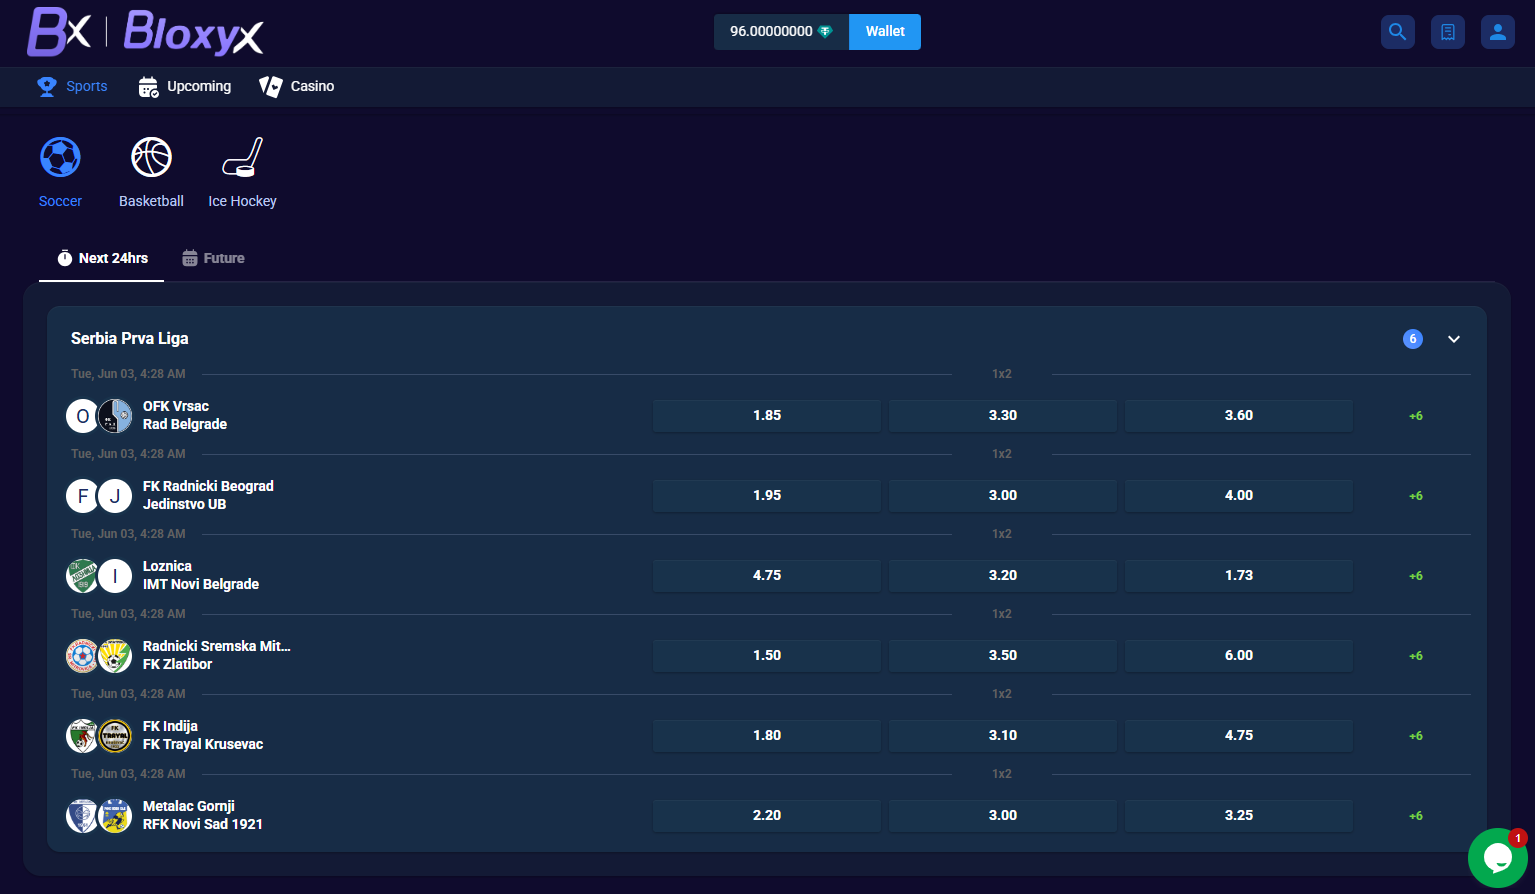 Bx | Bloxyx
96.00000000 Wallet
Sports Upcoming Casino
Soccer Basketball Ice Hockey
Next 24hrs Future
Serbia Prva Liga 6
Tue, Jun 03, 4:28 AM 1x2
O OFK Vrsac
Rad Belgrade
1.85 3.30 3.60 +6
Tue, Jun 03, 4:28 AM 1x2
F J FK Radnicki Beograd
Jedinstvo UB
1.95 3.00 4.00 +6
Tue, Jun 03, 4:28 AM 1x2
I Loznica
IMT Novi Belgrade
4.75 3.20 1.73 +6
Tue, Jun 03, 4:28 AM 1x2
Radnicki Sremska Mit...
FK Zlatibor
1.50 3.50 6.00 +6
Tue, Jun 03, 4:28 AM 1x2
FK Indija
FK Trayal Krusevac
1.80 3.10 4.75 +6
Tue, Jun 03, 4:28 AM 1x2
Metalac Gornji
RFK Novi Sad 1921
2.20 3.00 3.25 +6
1